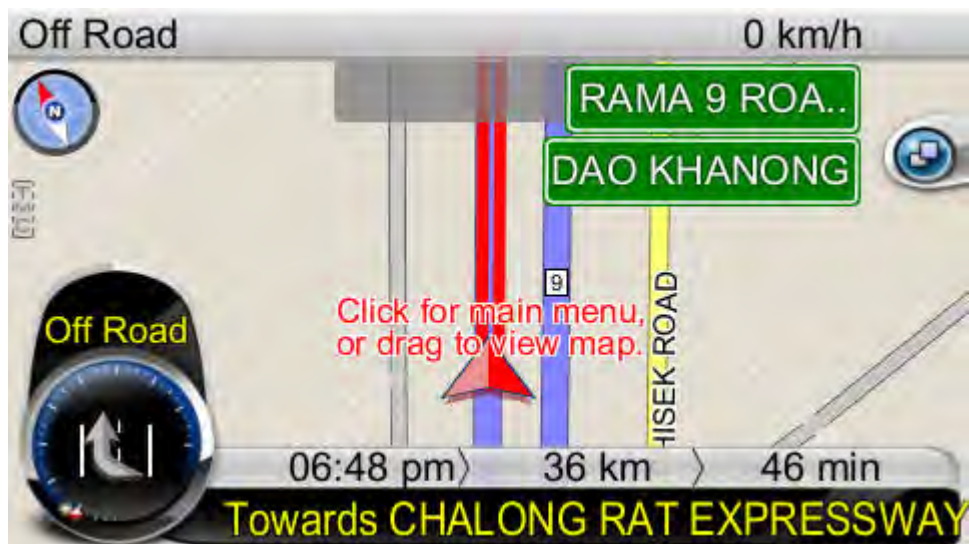 Off Road
0 km/h
N
RAMA 9 ROA..
DAO KHANONG
9
Click for main menu,
or drag to view map.
HISEK-ROAD
Off Road
06:48 pm
36 km
46 min
Towards CHALONG RAT EXPRESSWAY